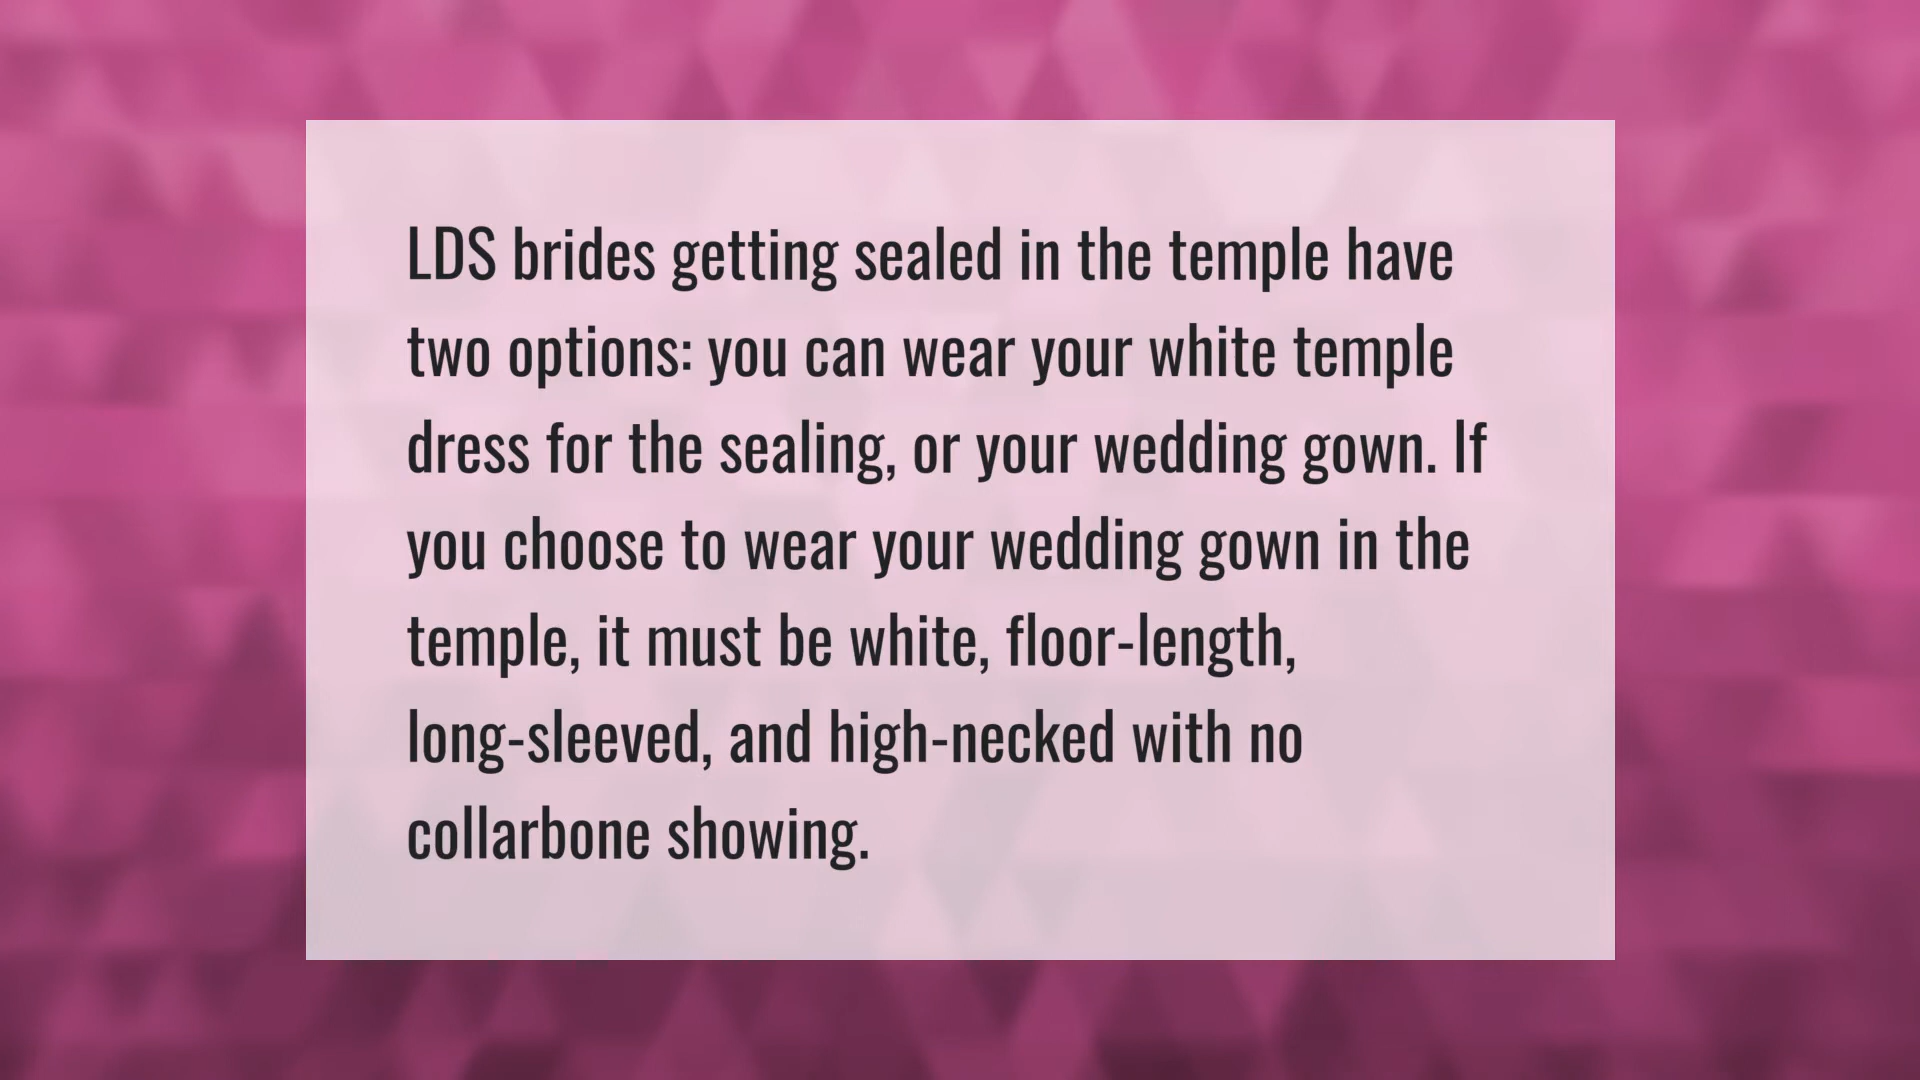 LDS brides getting sealed in the temple have
two options: you can wear your white temple
dress for the sealing, or your wedding gown. If
you choose to wear your wedding gown in the
temple, it must be white, floor-length,
long-sleeved, and high-necked with no
collarbone showing.